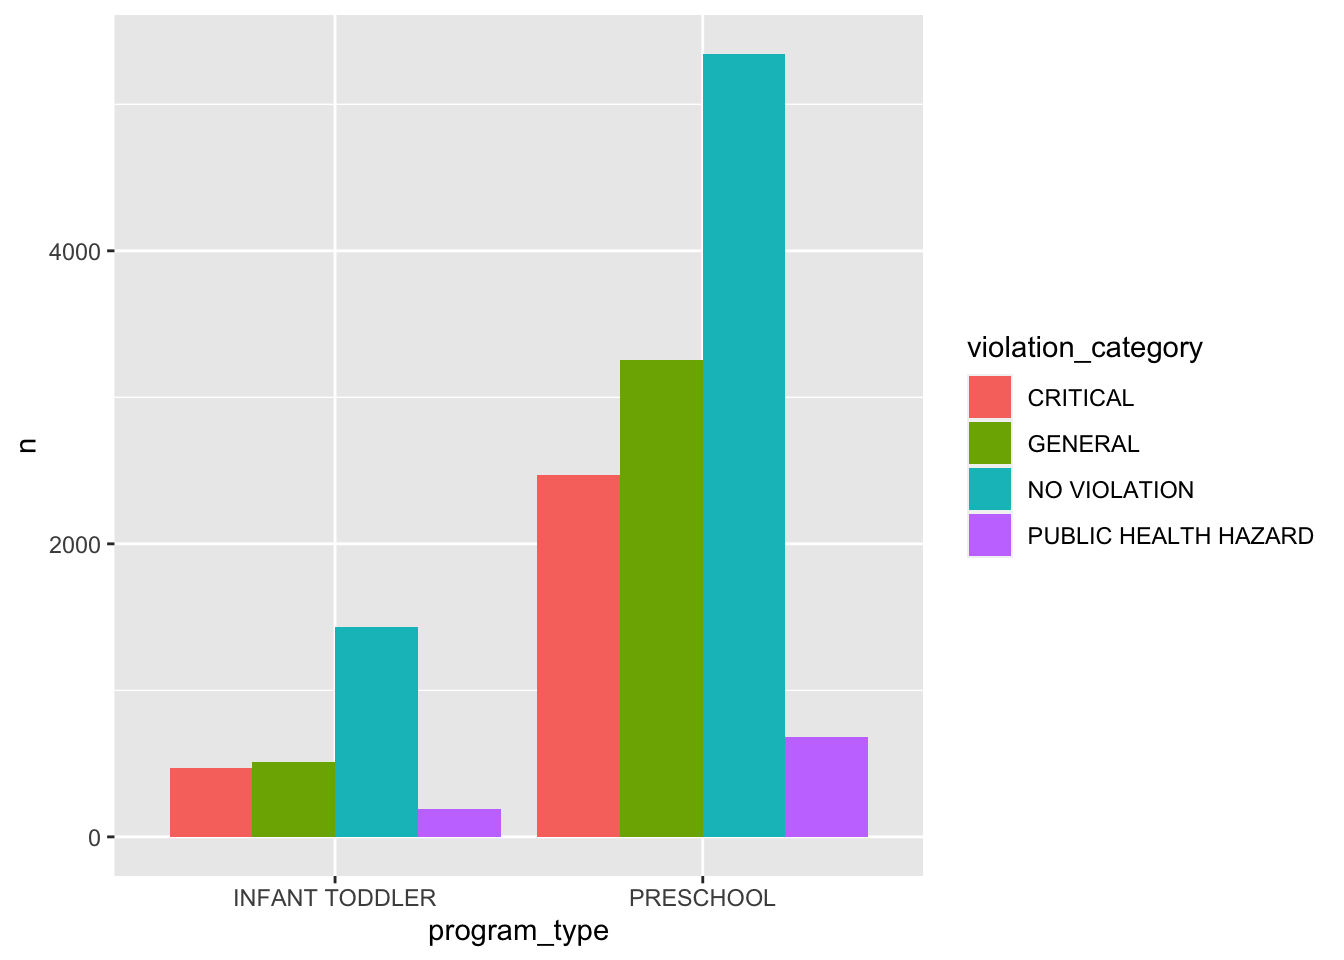 4000
2000
0
n
INFANT TODDLER
PRESCHOOL
program_type
violation_category
CRITICAL
GENERAL
NO VIOLATION
PUBLIC HEALTH HAZARD